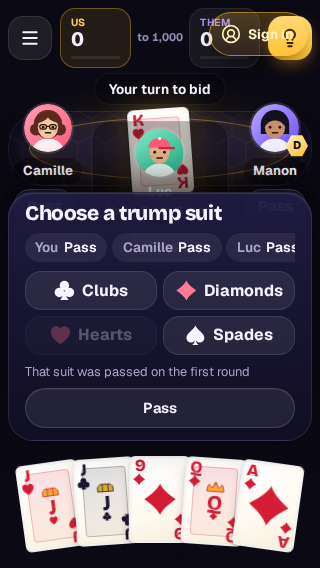 US
0
to 1,000
THEM
0
Sign in
Your turn to bid
K
Camille
Luc
Manon
D
Pass
Choose a trump suit
You Pass
Camille Pass
Luc Pass
Clubs
Diamonds
Hearts
Spades
That suit was passed on the first round
Pass
J
J
J
J
9
Q
Q
A
A